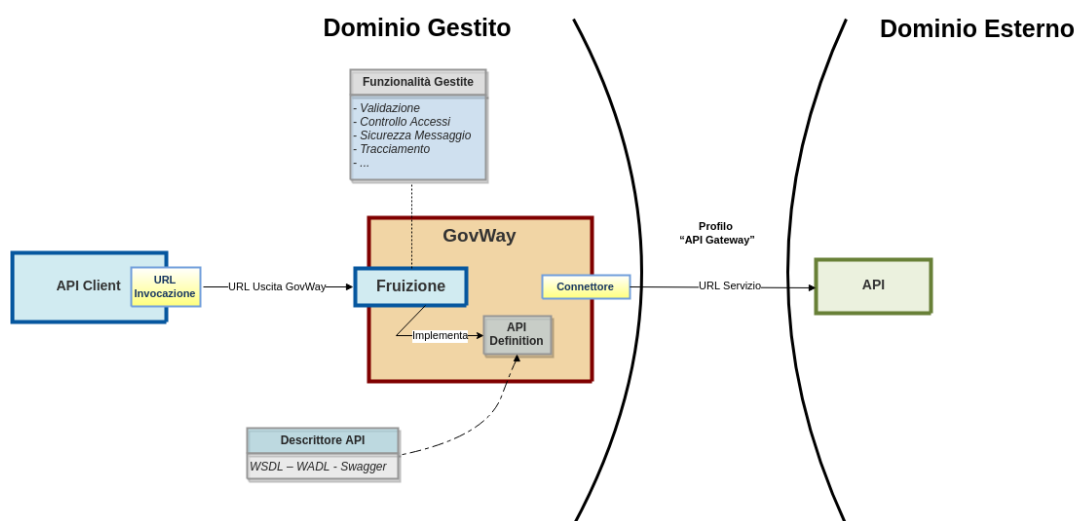 Dominio Gestito
Dominio Esterno
Funzionalità Gestite
- Validazione
- Controllo Accessi
- Sicurezza Messaggio
- Tracciamento
- ...
GovWay
Profilo
“API Gateway”
API Client
URL
Invocazione
URL Uscita GovWay
Fruizione
Connettore
URL Servizio
API
Implementa
API
Definition
Descrittore API
WSDL – WADL - Swagger